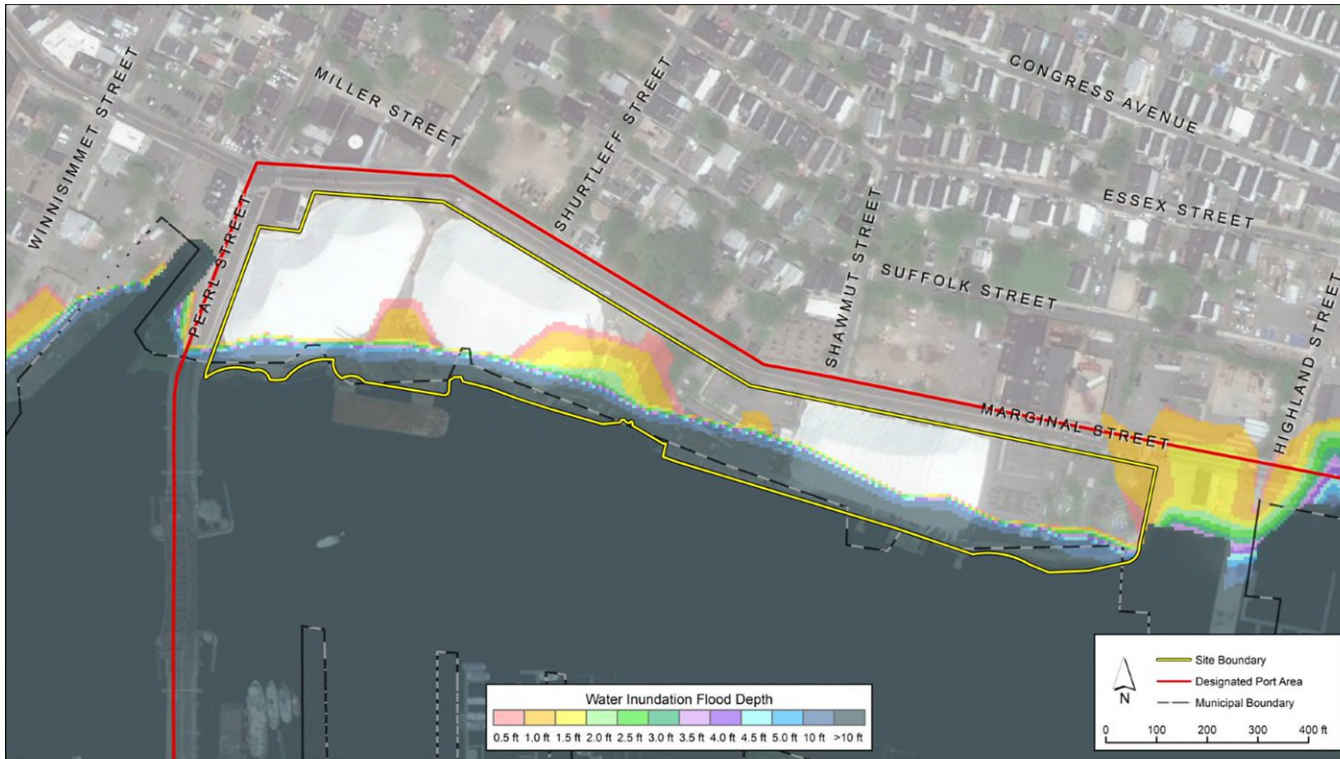 WINNISIMMET STREET
MILLER STREET
SHURTLEFF STREET
CONGRESS AVENUE
ESSEX STREET
PEARL STREET
SHAWMUT STREET
SUFFOLK STREET
HIGHLAND STREET
MARGINAL STREET
Water Inundation Flood Depth
0.5 ft 1.0 ft 1.5 ft 2.0 ft 2.5 ft 3.0 ft 3.5 ft 4.0 ft 4.5 ft 5.0 ft 10 ft >10 ft
N
Site Boundary
Designated Port Area
Municipal Boundary
0 100 200 300 400 ft